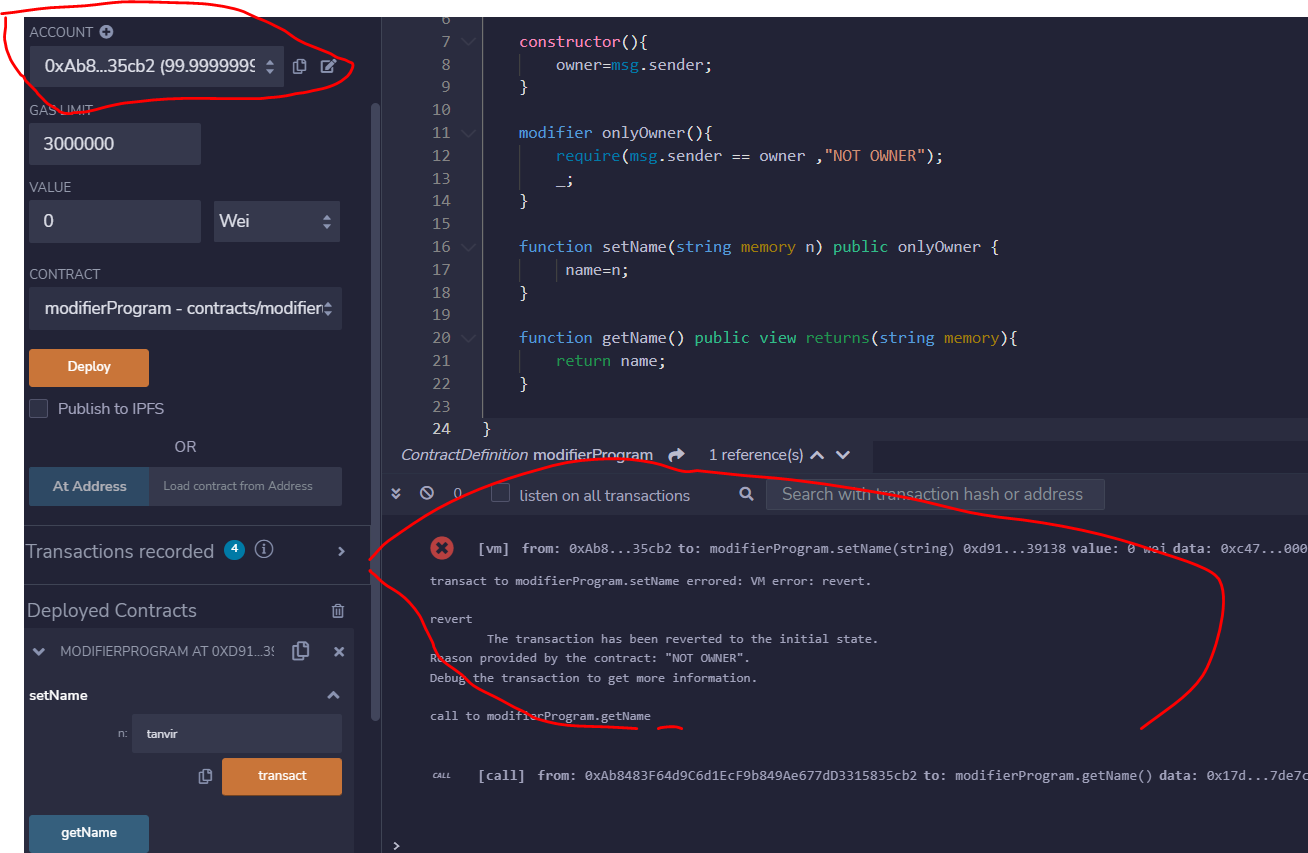 ACCOUNT
0xAb8...35cb2 (99.9999999
GAS LIMIT
3000000
VALUE
0
Wei
CONTRACT
modifierProgram - contracts/modifier
Deploy
Publish to IPFS
OR
At Address
Load contract from Address
Transactions recorded 4
Deployed Contracts
MODIFIERPROGRAM AT 0XD91...39
setName
n: tanvir
transact
getName
6
7 constructor(){
8 owner=msg.sender;
9 }
10
11 modifier onlyOwner(){
12 require(msg.sender == owner ,"NOT OWNER");
13 _;
14 }
15
16 function setName(string memory n) public onlyOwner {
17 name=n;
18 }
19
20 function getName() public view returns(string memory){
21 return name;
22 }
23
24 }
ContractDefinition modifierProgram 1 reference(s)
0 listen on all transactions Search with transaction hash or address
[vm] from: 0xAb8...35cb2 to: modifierProgram.setName(string) 0xd91...39138 value: 0 wei data: 0xc47...000
transact to modifierProgram.setName errored: VM error: revert.
revert
The transaction has been reverted to the initial state.
Reason provided by the contract: "NOT OWNER".
Debug the transaction to get more information.
call to modifierProgram.getName
CALL [call] from: 0xAb8483F64d9C6d1EcF9b849Ae677dD3315835cb2 to: modifierProgram.getName() data: 0x17d...7de7c
>